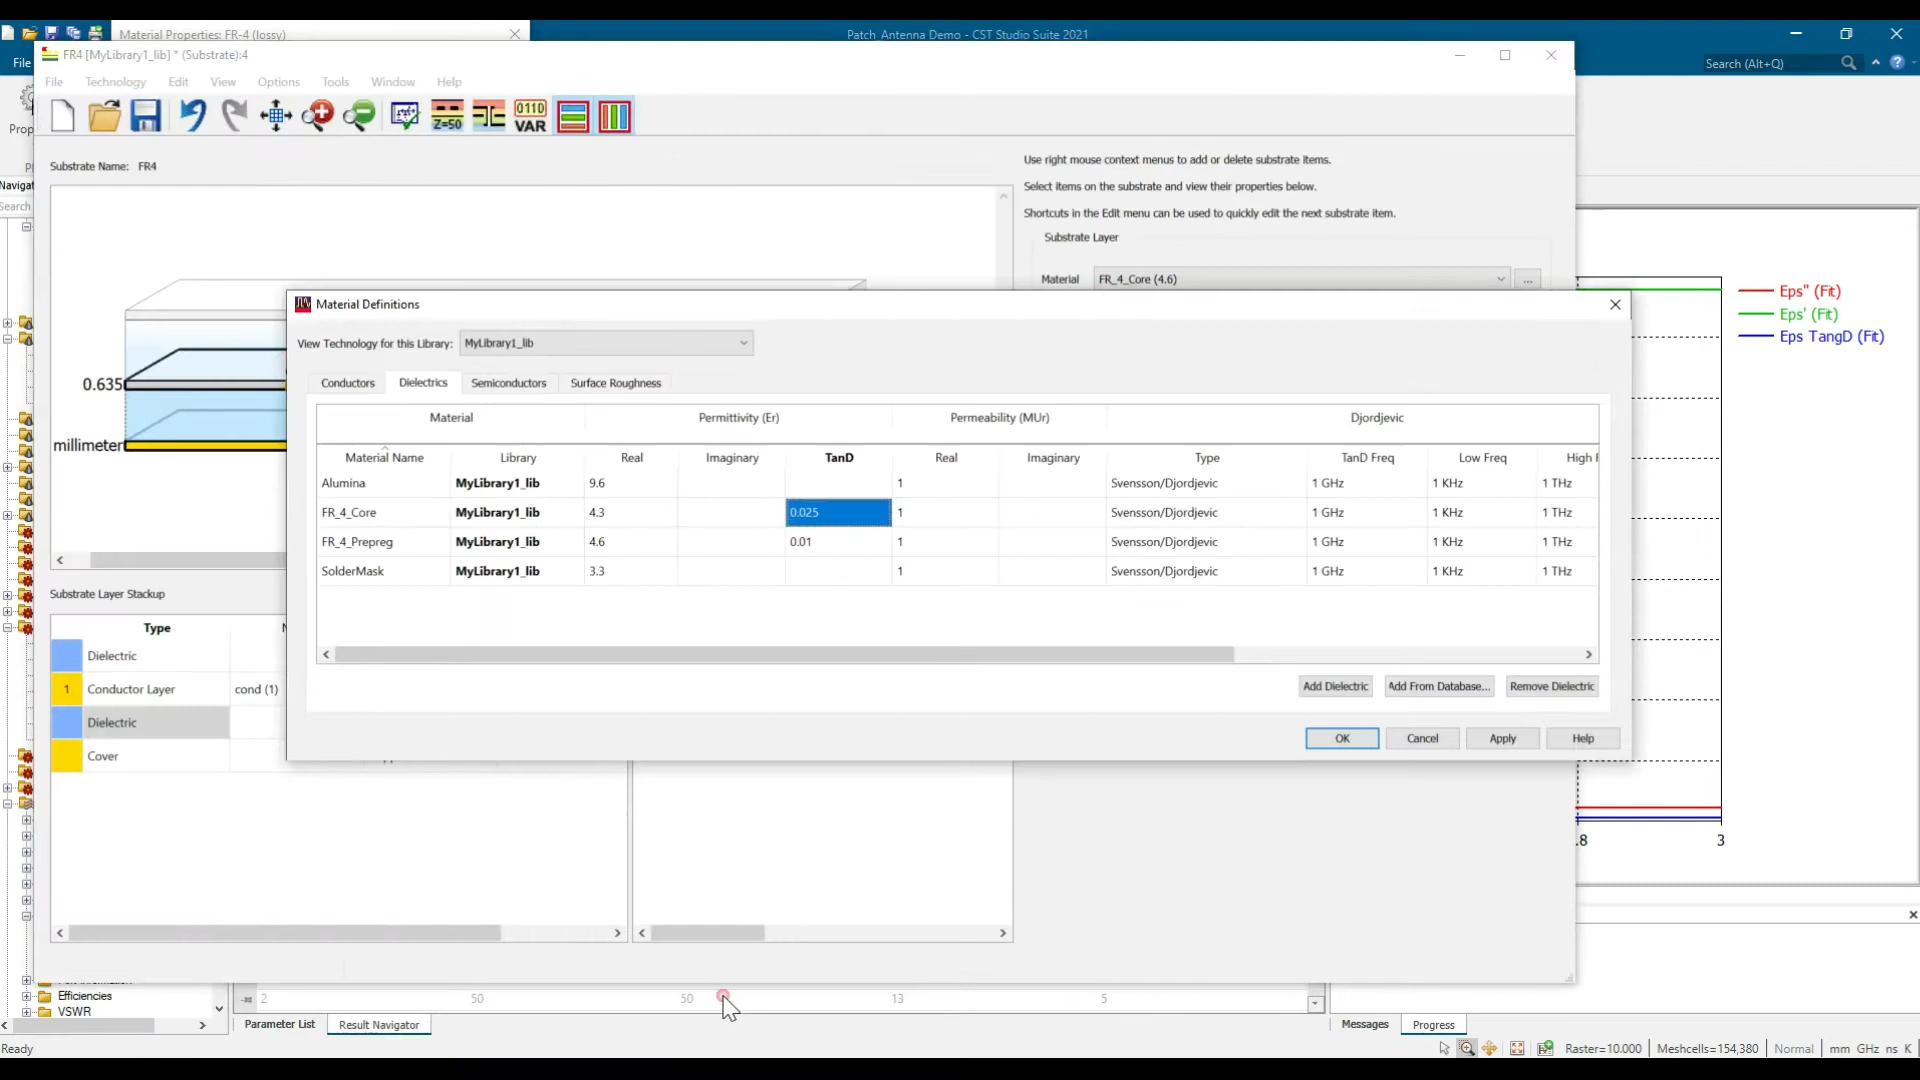 Material Properties: FR-4 (lossy)
Patch_Antenna Demo - CST Studio Suite 2021
File
FR4 [MyLibrary1_lib] * (Substrate):4
Search (Alt+Q)
File Technology Edit View Options Tools Window Help
Z=50
0110
VAR
Prop
Substrate Name: FR4
Use right mouse context menus to add or delete substrate items.
Navigat
Select items on the substrate and view their properties below.
Search
Shortcuts in the Edit menu can be used to quickly edit the next substrate item.
Substrate Layer
Material FR_4_Core (4.6) ...
Eps" (Fit)
Eps' (Fit)
Eps TangD (Fit)
Material Definitions
View Technology for this Library: MyLibrary1_lib
0.635
millimeter
Conductors Dielectrics Semiconductors Surface Roughness
Material Permittivity (Er) Permeability (MUr) Djordjevic
Material Name Library Real Imaginary TanD Real Imaginary Type TanD Freq Low Freq High F
Alumina MyLibrary1_lib 9.6 1 Svensson/Djordjevic 1 GHz 1 KHz 1 THz
FR_4_Core MyLibrary1_lib 4.3 0.025 1 Svensson/Djordjevic 1 GHz 1 KHz 1 THz
FR_4_Prepreg MyLibrary1_lib 4.6 0.01 1 Svensson/Djordjevic 1 GHz 1 KHz 1 THz
SolderMask MyLibrary1_lib 3.3 1 Svensson/Djordjevic 1 GHz 1 KHz 1 THz
Add Dielectric Add From Database... Remove Dielectric
OK Cancel Apply Help
Substrate Layer Stackup
Type
Dielectric
1 Conductor Layer cond (1)
Dielectric
Cover
.8 3
Efficiencies
VSWR
2 50 50 13 5
Parameter List Result Navigator
Messages Progress
Ready
Raster=10.000 Meshcells=154,380 Normal mm GHz ns K